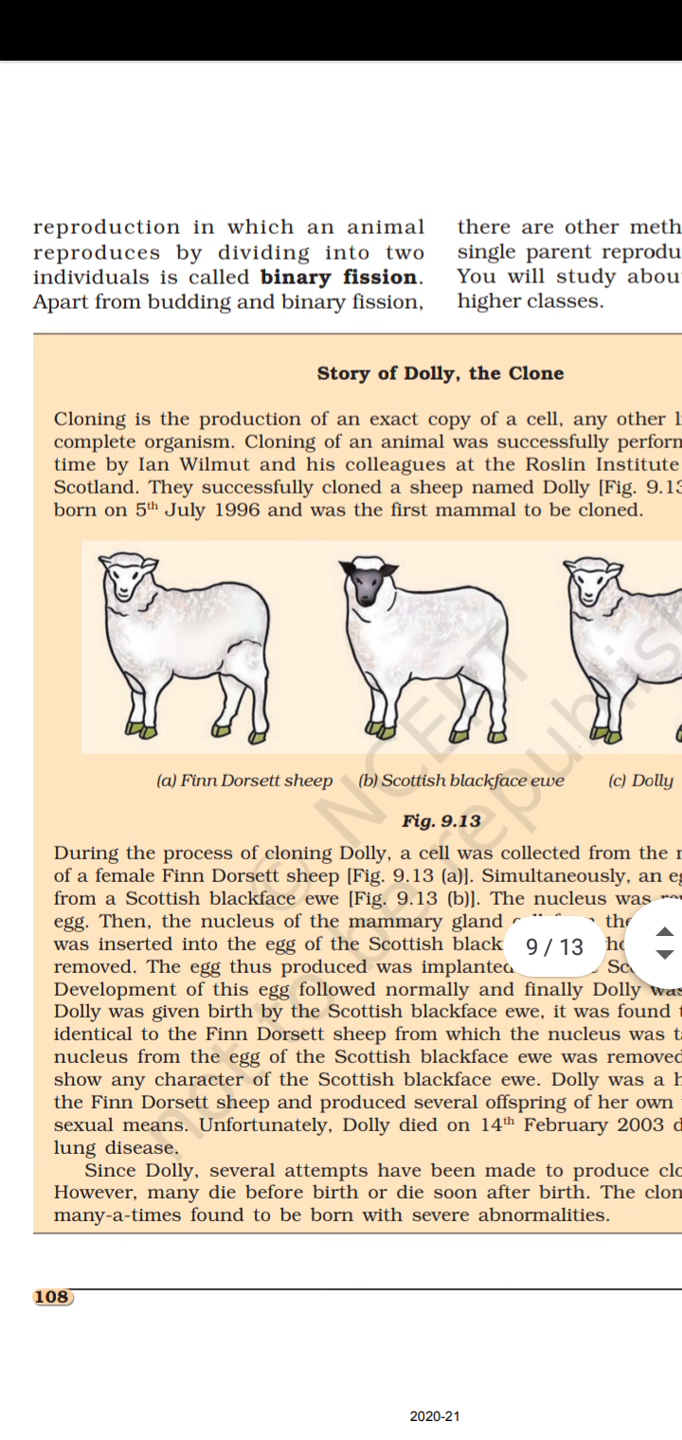 reproduction in which an animal
reproduces by dividing into two
individuals is called binary fission.
Apart from budding and binary fission,
there are other
single parent
You will study
higher classes.
Story of Dolly, the Clone
Cloning is the production of an exact copy of a cell, any other
complete organism. Cloning of an animal was successfully
time by Ian Wilmut and his colleagues at the Roslin Institute
Scotland. They successfully cloned a sheep named Dolly [Fig. 9.13
born on 5th July 1996 and was the first mammal to be cloned.
(a) Finn Dorsett sheep
(b) Scottish blackface ewe
(c) Dolly
Fig. 9.13
During the process of cloning Dolly, a cell was collected from the
of a female Finn Dorsett sheep [Fig. 9.13 (a)]. Simultaneously, an
from a Scottish blackface ewe [Fig. 9.13 (b)]. The nucleus was
egg. Then, the nucleus of the mammary gland
was inserted into the egg of the Scottish
removed. The egg thus produced was
Development of this egg followed normally and finally Dolly was
Dolly was given birth by the Scottish blackface ewe, it was found
identical to the Finn Dorsett sheep from which the nucleus was
nucleus from the egg of the Scottish blackface ewe was removed
show any character of the Scottish blackface ewe. Dolly was a
the Finn Dorsett sheep and produced several offspring of her own
sexual means. Unfortunately, Dolly died on 14th February 2003
lung disease.
Since Dolly, several attempts have been made to produce
However, many die before birth or die soon after birth. The
many-a-times found to be born with severe abnormalities.
9 / 13
© NCERT
not to be
108
2020-21